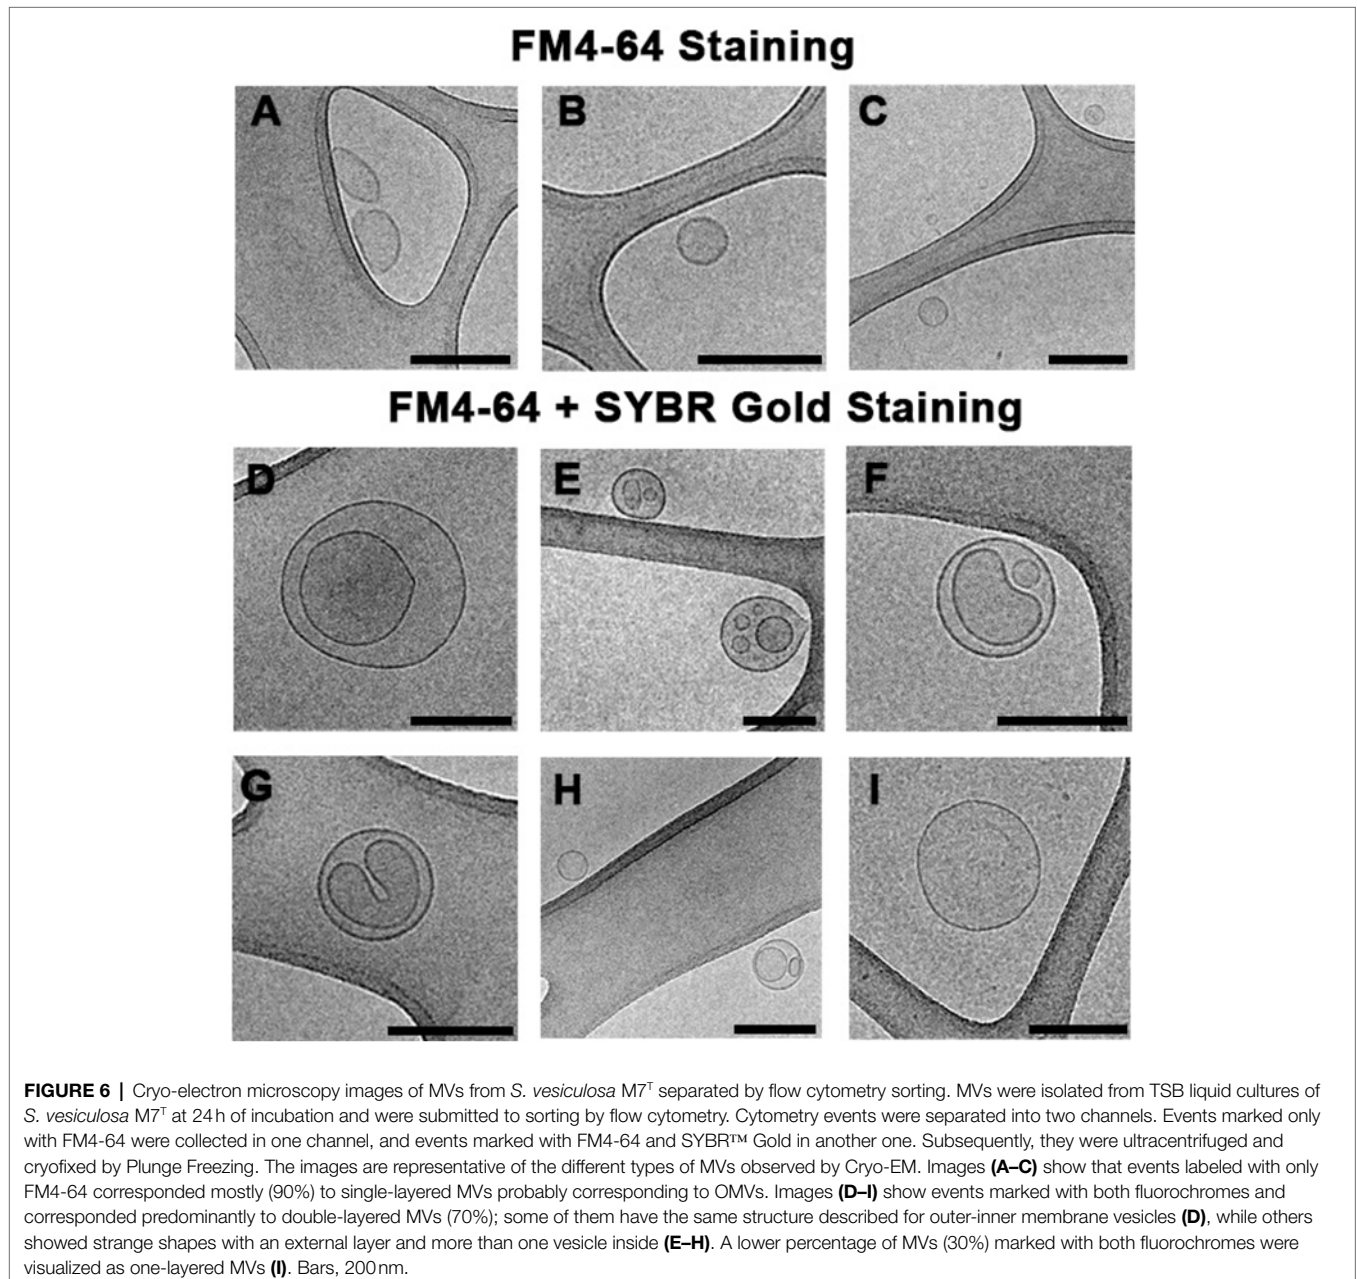 FM4-64 Staining
A
B
C
FM4-64 + SYBR Gold Staining
D
E
F
G
H
I
FIGURE 6 | Cryo-electron microscopy images of MVs from S. vesiculosa M7ᵀ separated by flow cytometry sorting. MVs were isolated from TSB liquid cultures of
S. vesiculosa M7ᵀ at 24 h of incubation and were submitted to sorting by flow cytometry. Cytometry events were separated into two channels. Events marked only
with FM4-64 were collected in one channel, and events marked with FM4-64 and SYBR™ Gold in another one. Subsequently, they were ultracentrifuged and
cryofixed by Plunge Freezing. The images are representative of the different types of MVs observed by Cryo-EM. Images (A–C) show that events labeled with only
FM4-64 corresponded mostly (90%) to single-layered MVs probably corresponding to OMVs. Images (D–I) show events marked with both fluorochromes and
corresponded predominantly to double-layered MVs (70%); some of them have the same structure described for outer-inner membrane vesicles (D), while others
showed strange shapes with an external layer and more than one vesicle inside (E–H). A lower percentage of MVs (30%) marked with both fluorochromes were
visualized as one-layered MVs (I). Bars, 200 nm.